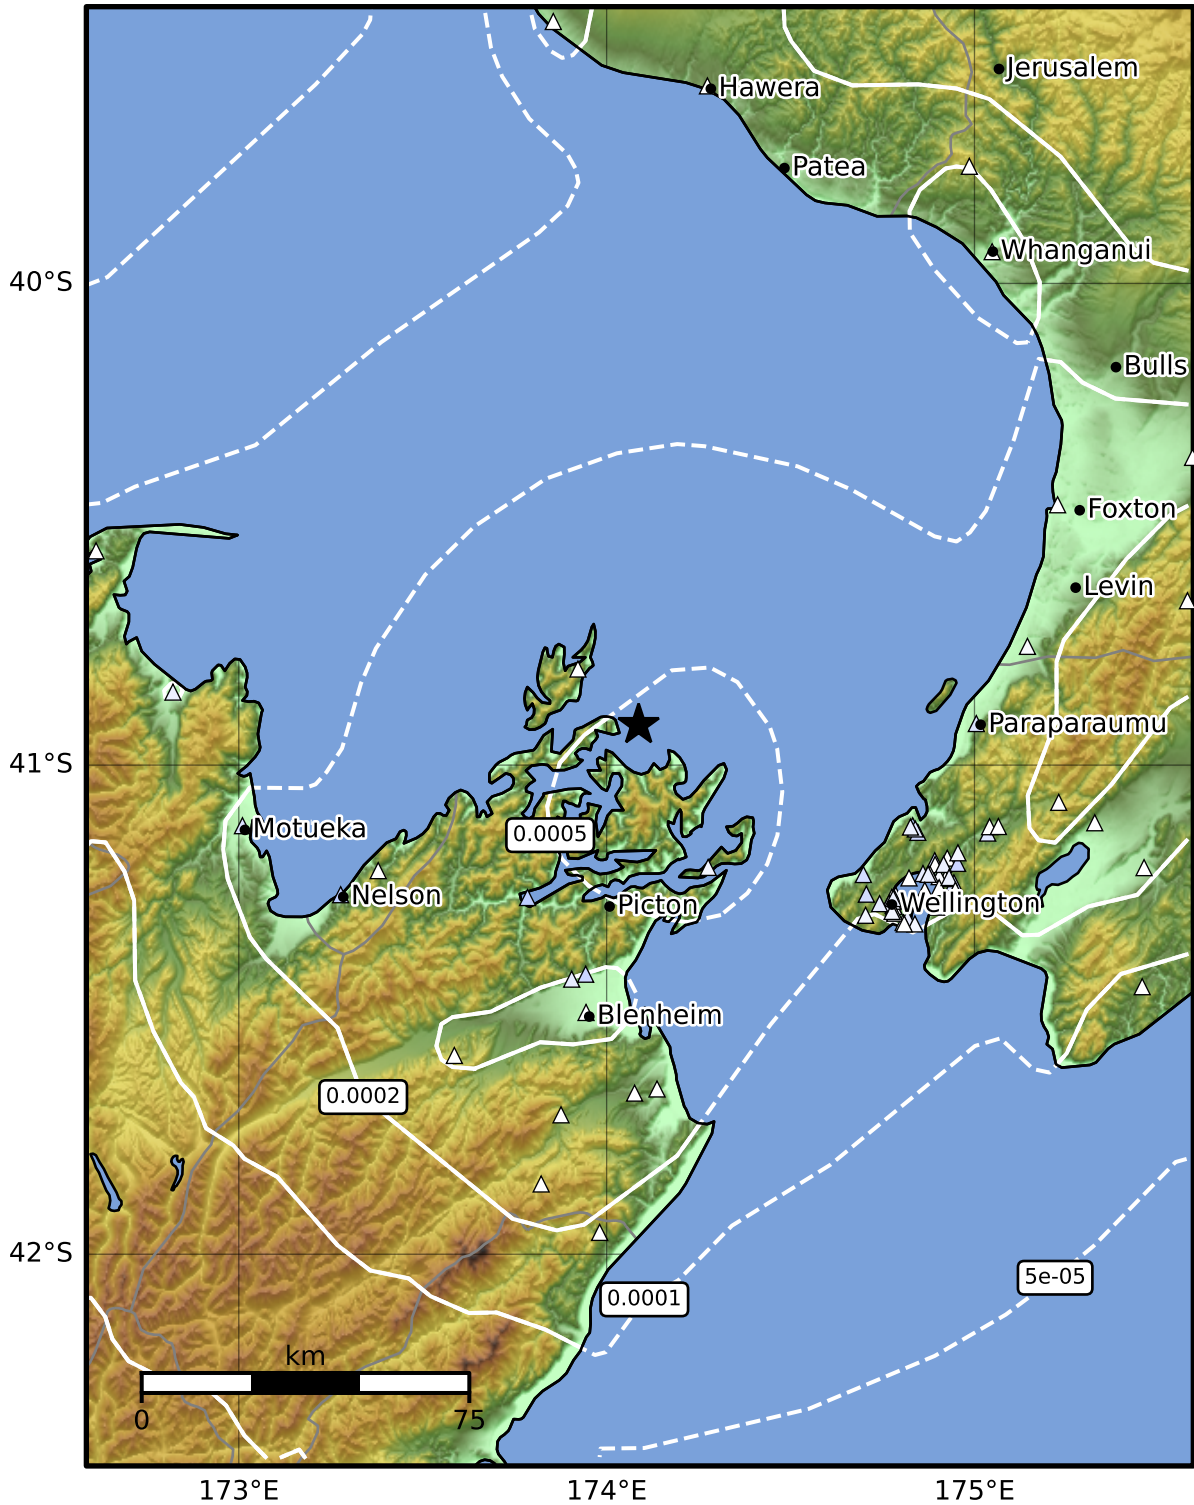 Jerusalem
Hawera
Patea
Whanganui
40°S
Bulls
Foxton
Levin
Paraparaumu
41°S
Motueka
0.0005
Nelson
Picton
Wellington
Blenheim
0.0002
42°S
5e-05
0.0001
km
0 75
173°E 174°E 175°E